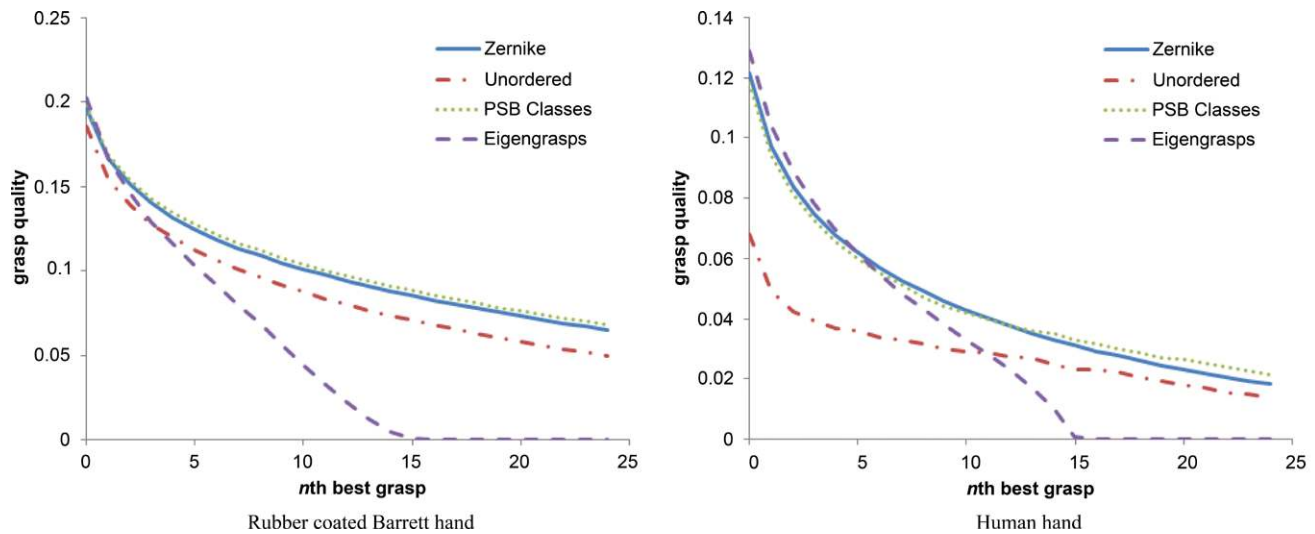 0.25
0.2
0.15
0.1
0.05
0
grasp quality
Zernike
Unordered
PSB Classes
Eigengrasps
0 5 10 15 20 25
nth best grasp
Rubber coated Barrett hand
0.14
0.12
0.1
0.08
0.06
0.04
0.02
0
grasp quality
Zernike
Unordered
PSB Classes
Eigengrasps
0 5 10 15 20 25
nth best grasp
Human hand